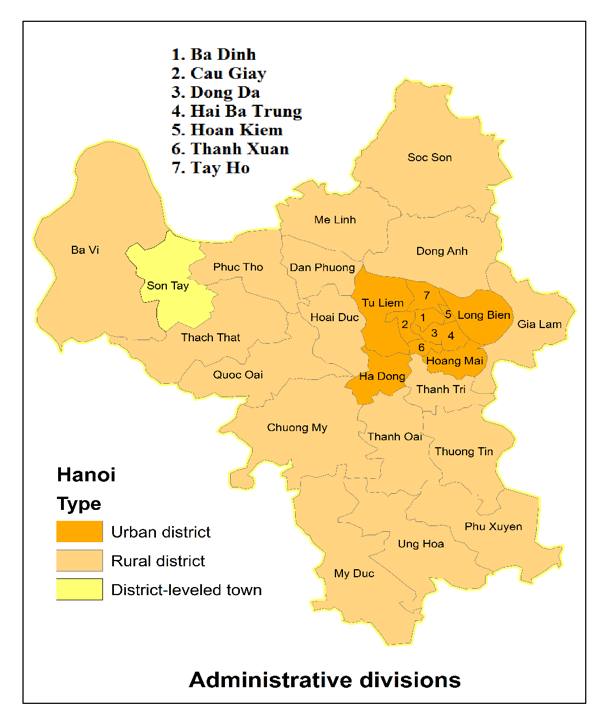 1. Ba Dinh
2. Cau Giay
3. Dong Da
4. Hai Ba Trung
5. Hoan Kiem
6. Thanh Xuan
7. Tay Ho
Soc Son
Me Linh
Ba Vi
Dong Anh
Phuc Tho
Dan Phuong
Son Tay
Tu Liem
7
Hoai Duc
1
5
Long Bien
2
Gia Lam
3
4
Thach That
6
Hoang Mai
Quoc Oai
Ha Dong
Thanh Tri
Chuong My
Thanh Oai
Thuong Tin
Hanoi
Type
Urban district
Rural district
District-leveled town
Phu Xuyen
Ung Hoa
My Duc
Administrative divisions